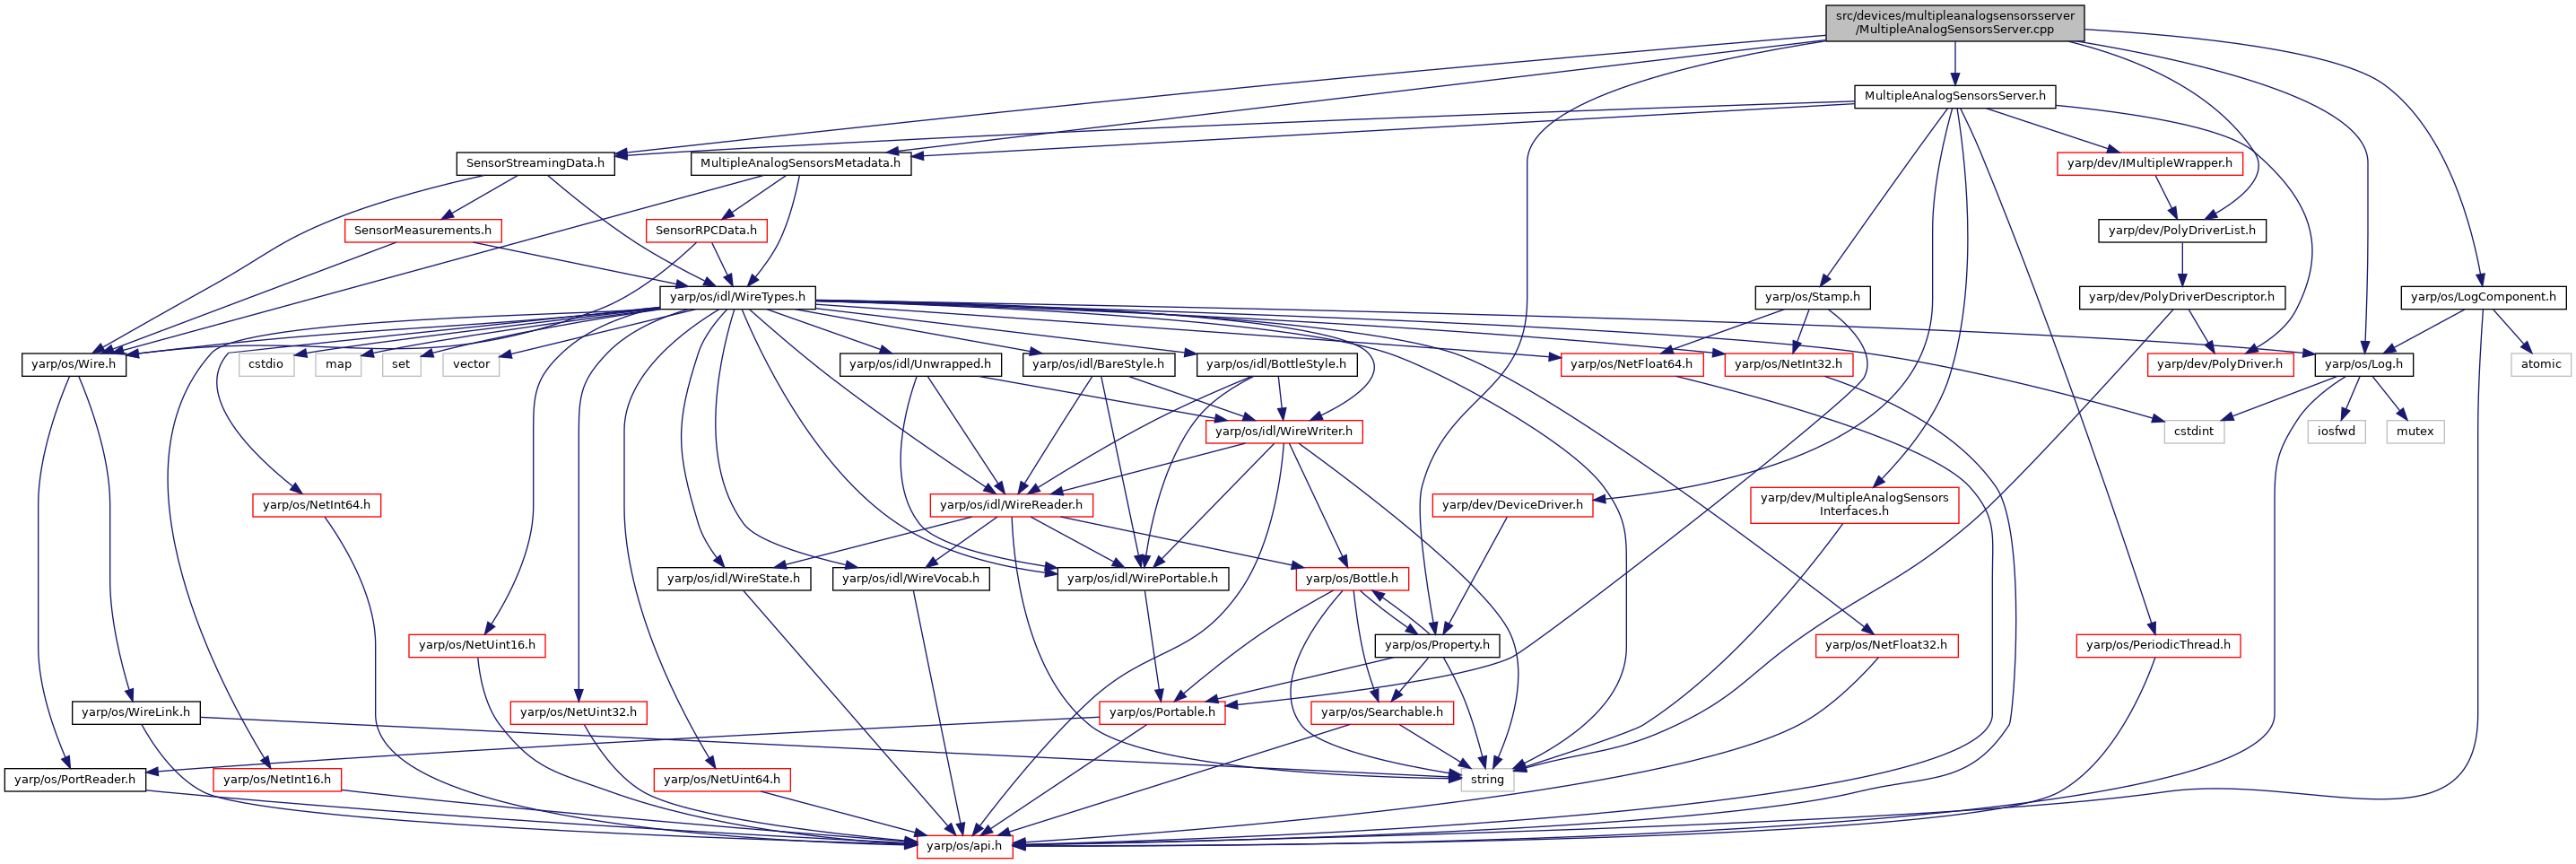 src/devices/multipleanalogsensorsserver
/MultipleAnalogSensorsServer.cpp
MultipleAnalogSensorsServer.h
SensorStreamingData.h
MultipleAnalogSensorsMetadata.h
yarp/dev/IMultipleWrapper.h
SensorMeasurements.h
SensorRPCData.h
yarp/dev/PolyDriverList.h
yarp/os/idl/WireTypes.h
yarp/os/Stamp.h
yarp/dev/PolyDriverDescriptor.h
yarp/os/LogComponent.h
yarp/os/Wire.h
cstdio
map
set
vector
yarp/os/idl/Unwrapped.h
yarp/os/idl/BareStyle.h
yarp/os/idl/BottleStyle.h
yarp/os/NetFloat64.h
yarp/os/NetInt32.h
yarp/dev/PolyDriver.h
yarp/os/Log.h
atomic
yarp/os/idl/WireWriter.h
cstdint
iosfwd
mutex
yarp/os/NetInt64.h
yarp/os/idl/WireReader.h
yarp/dev/DeviceDriver.h
yarp/dev/MultipleAnalogSensors
Interfaces.h
yarp/os/idl/WireState.h
yarp/os/idl/WireVocab.h
yarp/os/idl/WirePortable.h
yarp/os/Bottle.h
yarp/os/NetUint16.h
yarp/os/Property.h
yarp/os/NetFloat32.h
yarp/os/PeriodicThread.h
yarp/os/WireLink.h
yarp/os/NetUint32.h
yarp/os/Portable.h
yarp/os/Searchable.h
yarp/os/PortReader.h
yarp/os/NetInt16.h
yarp/os/NetUint64.h
string
yarp/os/api.h